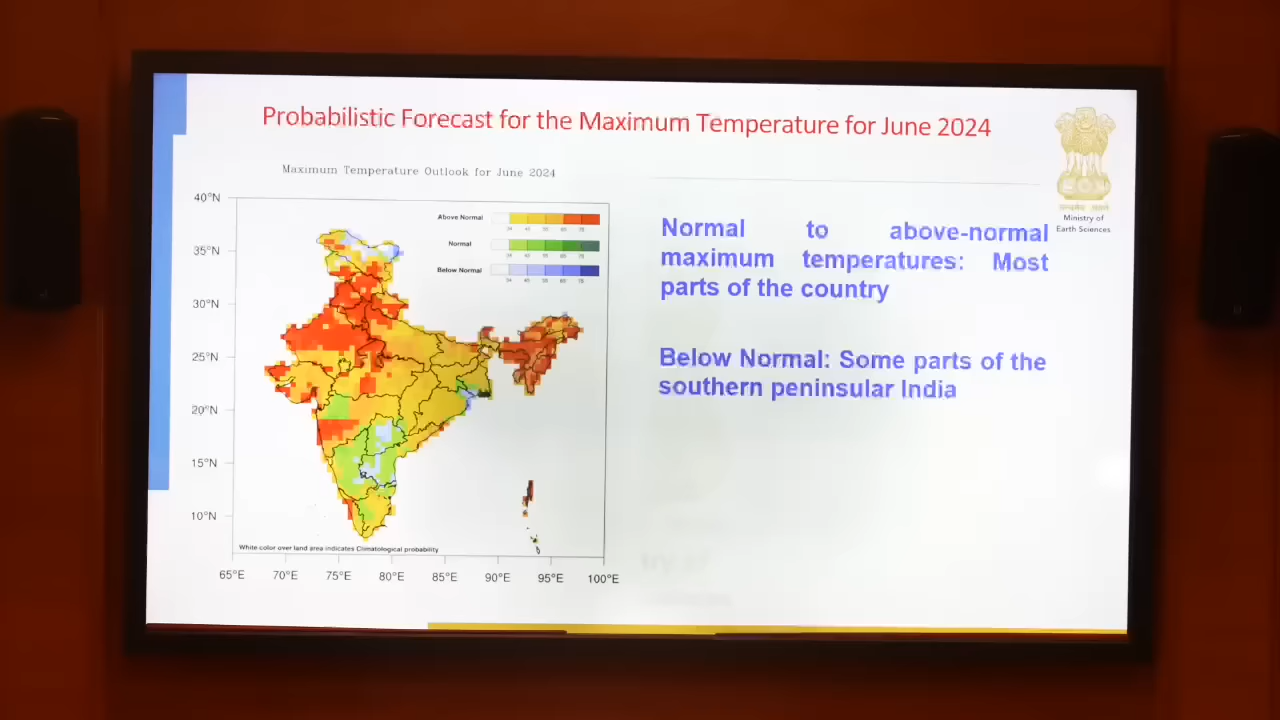 Probabilistic Forecast for the Maximum Temperature for June 2024
Maximum Temperature Outlook for June 2024
40°N
35°N
30°N
25°N
20°N
15°N
10°N
Above Normal
Normal
Below Normal
White color over land area indicates Climatological probability
65°E 70°E 75°E 80°E 85°E 90°E 95°E 100°E
Normal to above-normal
maximum temperatures: Most
parts of the country
Below Normal: Some parts of the
southern peninsular India
Ministry of
Earth Sciences